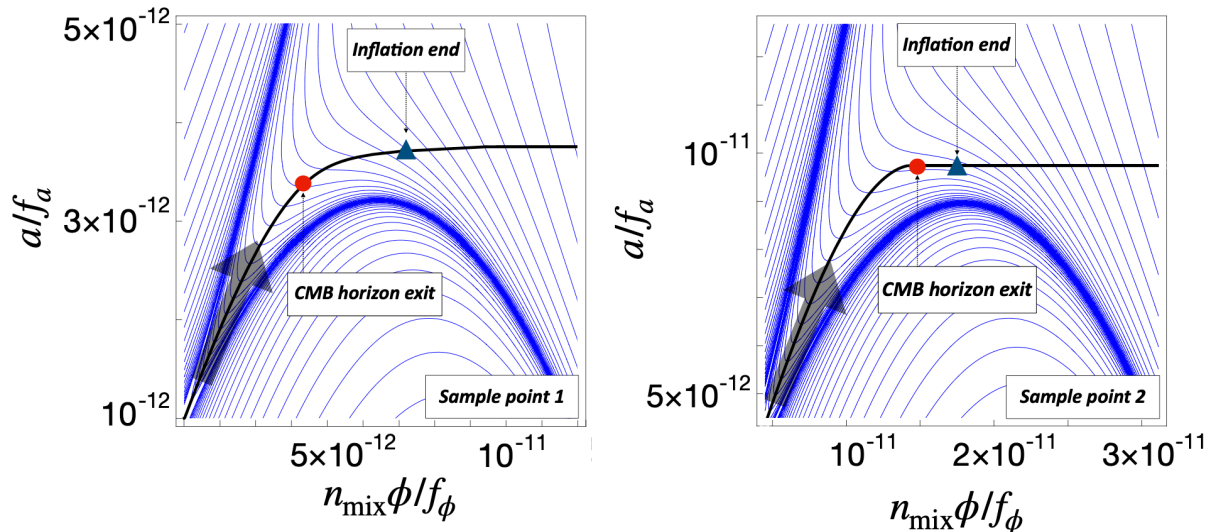 5×10⁻¹²
3×10⁻¹²
10⁻¹²
a/fₐ
Inflation end
CMB horizon exit
Sample point 1
5×10⁻¹²
10⁻¹¹
n_mix ϕ/f_ϕ
10⁻¹¹
5×10⁻¹²
a/fₐ
Inflation end
CMB horizon exit
Sample point 2
10⁻¹¹
2×10⁻¹¹
3×10⁻¹¹
n_mix ϕ/f_ϕ